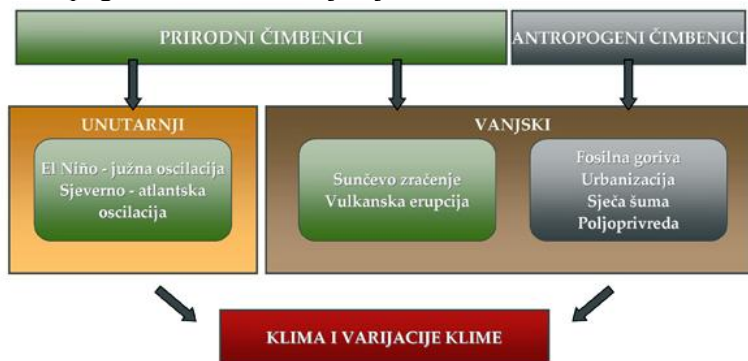 PRIRODNI ČIMBENICI
ANTROPOGENI ČIMBENICI
UNUTARNJI
El Niño - južna oscilacija
Sjeverno - atlantska
oscilacija
VANJSKI
Sunčevo zračenje
Vulkanska erupcija
Fosilna goriva
Urbanizacija
Sječa šuma
Poljoprivreda
KLIMA I VARIJACIJE KLIME